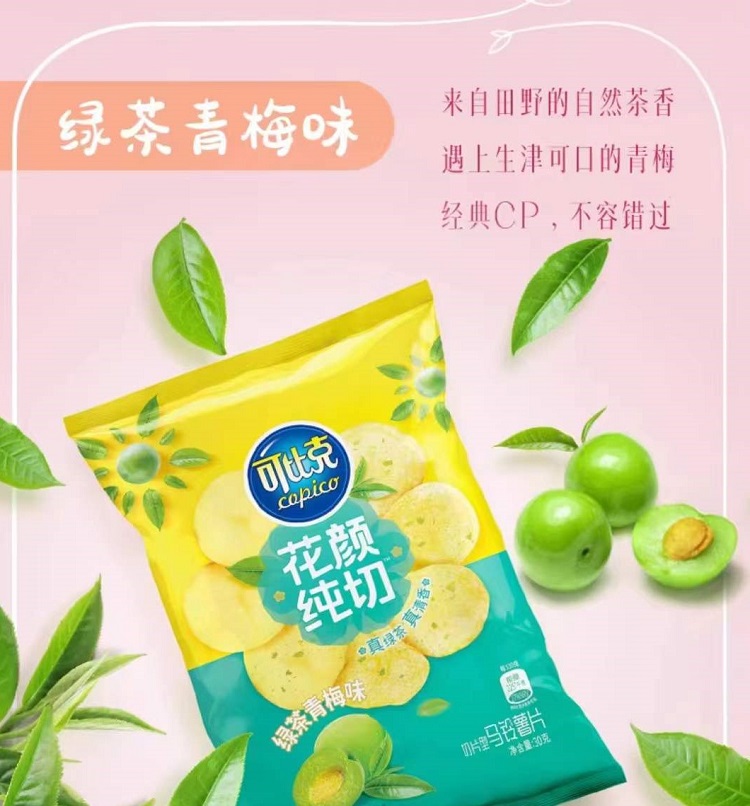 绿茶青梅味
来自田野的自然茶香
遇上生津可口的青梅
经典CP，不容错过
可比克
copico
花颜
纯切
真绿茶 真清香
绿茶青梅味
切片型马铃薯片
净含量:30克